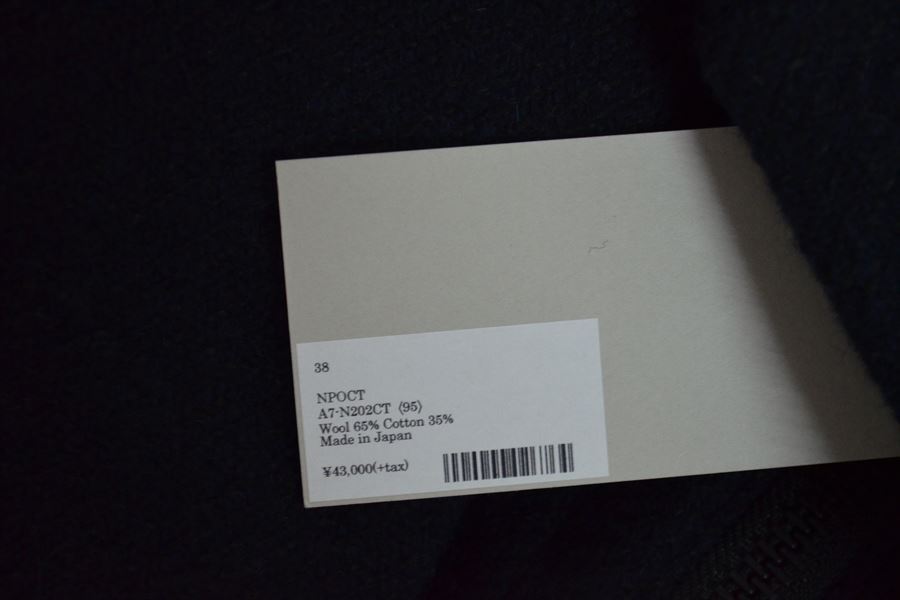 38
NPOCT
A7-N202CT (95)
Wool 65% Cotton 35%
Made in Japan
¥43,000(+tax)